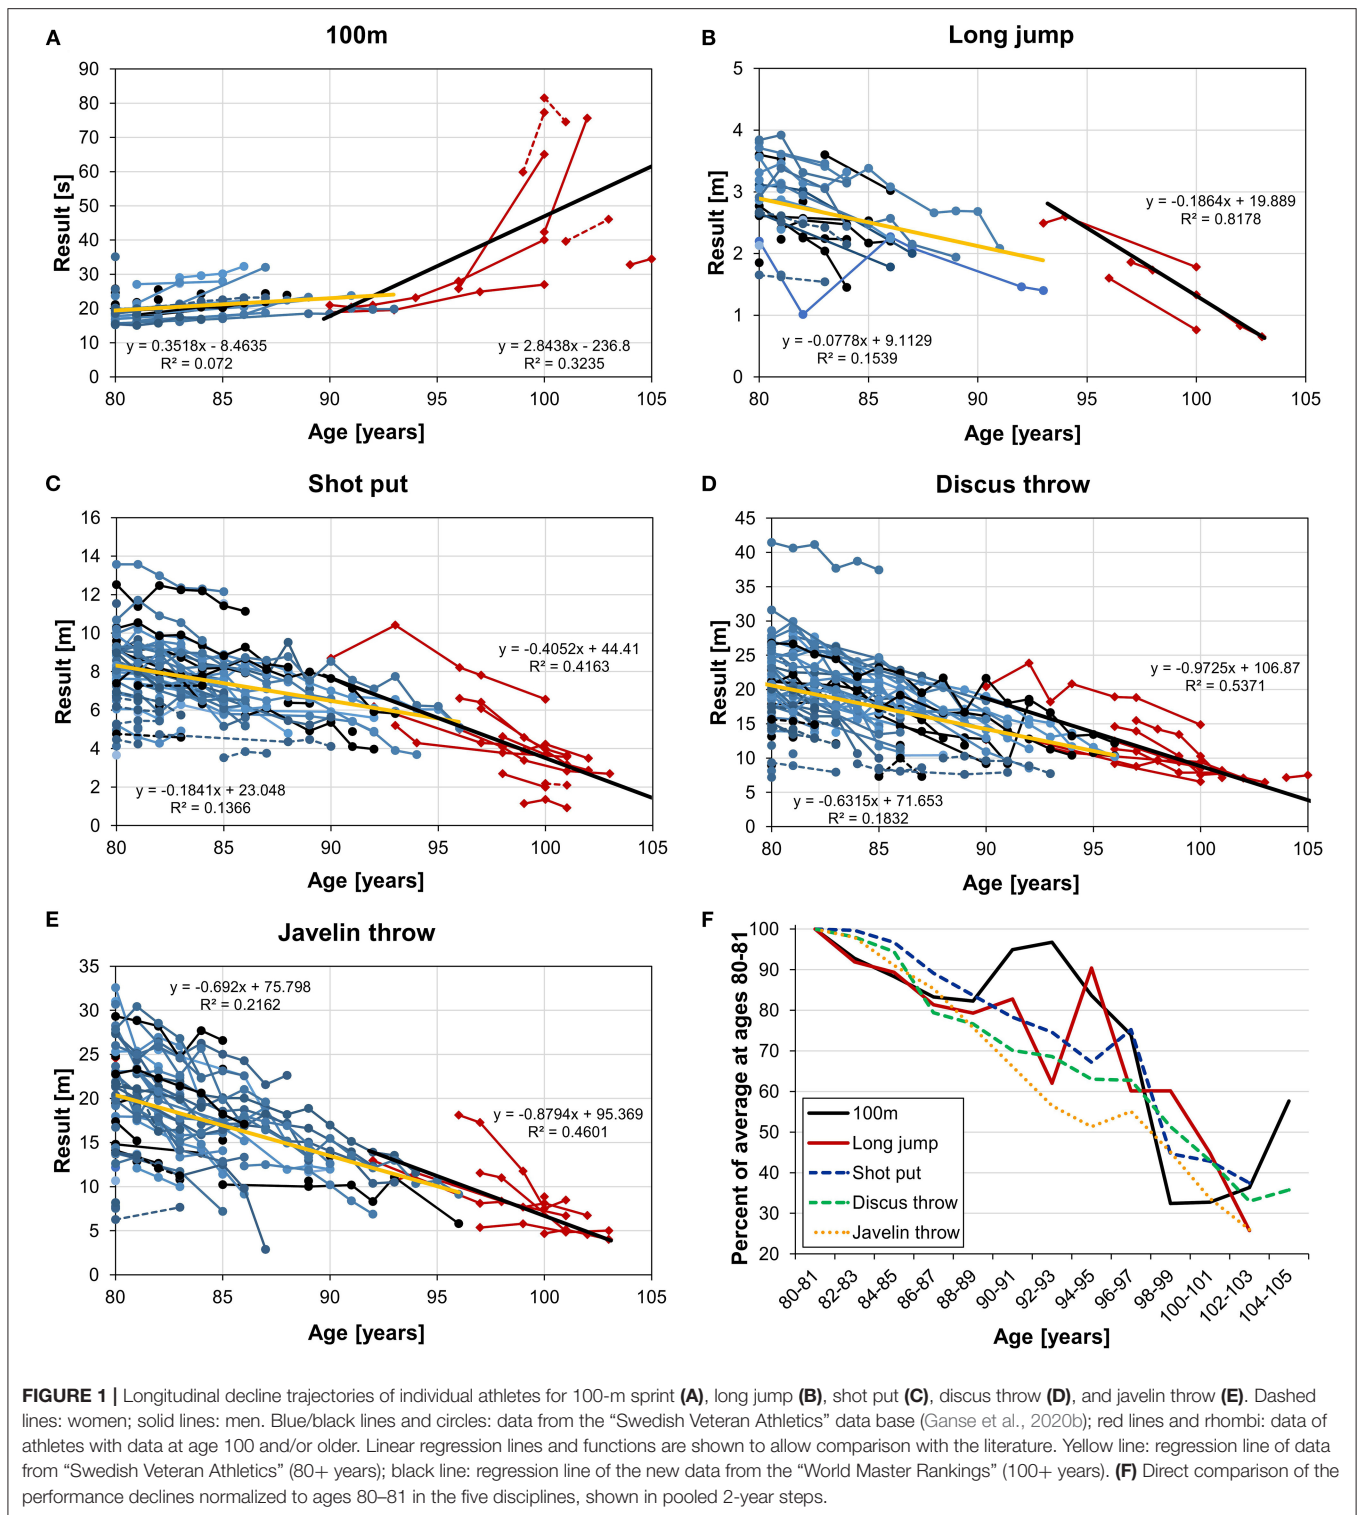 A
100m
Result [s]
90
80
70
60
50
40
30
20
10
0
y = 0.3518x - 8.4635
R² = 0.072
y = 2.8438x - 236.8
R² = 0.3235
80 85 90 95 100 105
Age [years]
B
Long jump
Result [m]
5
4
3
2
1
0
y = -0.1864x + 19.889
R² = 0.8178
y = -0.0778x + 9.1129
R² = 0.1539
80 85 90 95 100 105
Age [years]
C
Shot put
Result [m]
16
14
12
10
8
6
4
2
0
y = -0.4052x + 44.41
R² = 0.4163
y = -0.1841x + 23.048
R² = 0.1366
80 85 90 95 100 105
Age [years]
D
Discus throw
Result [m]
45
40
35
30
25
20
15
10
5
0
y = -0.9725x + 106.87
R² = 0.5371
y = -0.6315x + 71.653
R² = 0.1832
80 85 90 95 100 105
Age [years]
E
Javelin throw
Result [m]
35
30
25
20
15
10
5
0
y = -0.692x + 75.798
R² = 0.2162
y = -0.8794x + 95.369
R² = 0.4601
80 85 90 95 100 105
Age [years]
F
Percent of average at ages 80-81
100
90
80
70
60
50
40
30
20
100m
Long jump
Shot put
Discus throw
Javelin throw
80-81 82-83 84-85 86-87 88-89 90-91 92-93 94-95 96-97 98-99 100-101 102-103 104-105
Age [years]
FIGURE 1 | Longitudinal decline trajectories of individual athletes for 100-m sprint (A), long jump (B), shot put (C), discus throw (D), and javelin throw (E). Dashed
lines: women; solid lines: men. Blue/black lines and circles: data from the “Swedish Veteran Athletics” data base (Ganse et al., 2020b); red lines and rhombi: data of
athletes with data at age 100 and/or older. Linear regression lines and functions are shown to allow comparison with the literature. Yellow line: regression line of data
from “Swedish Veteran Athletics” (80+ years); black line: regression line of the new data from the “World Master Rankings” (100+ years). (F) Direct comparison of the
performance declines normalized to ages 80–81 in the five disciplines, shown in pooled 2-year steps.